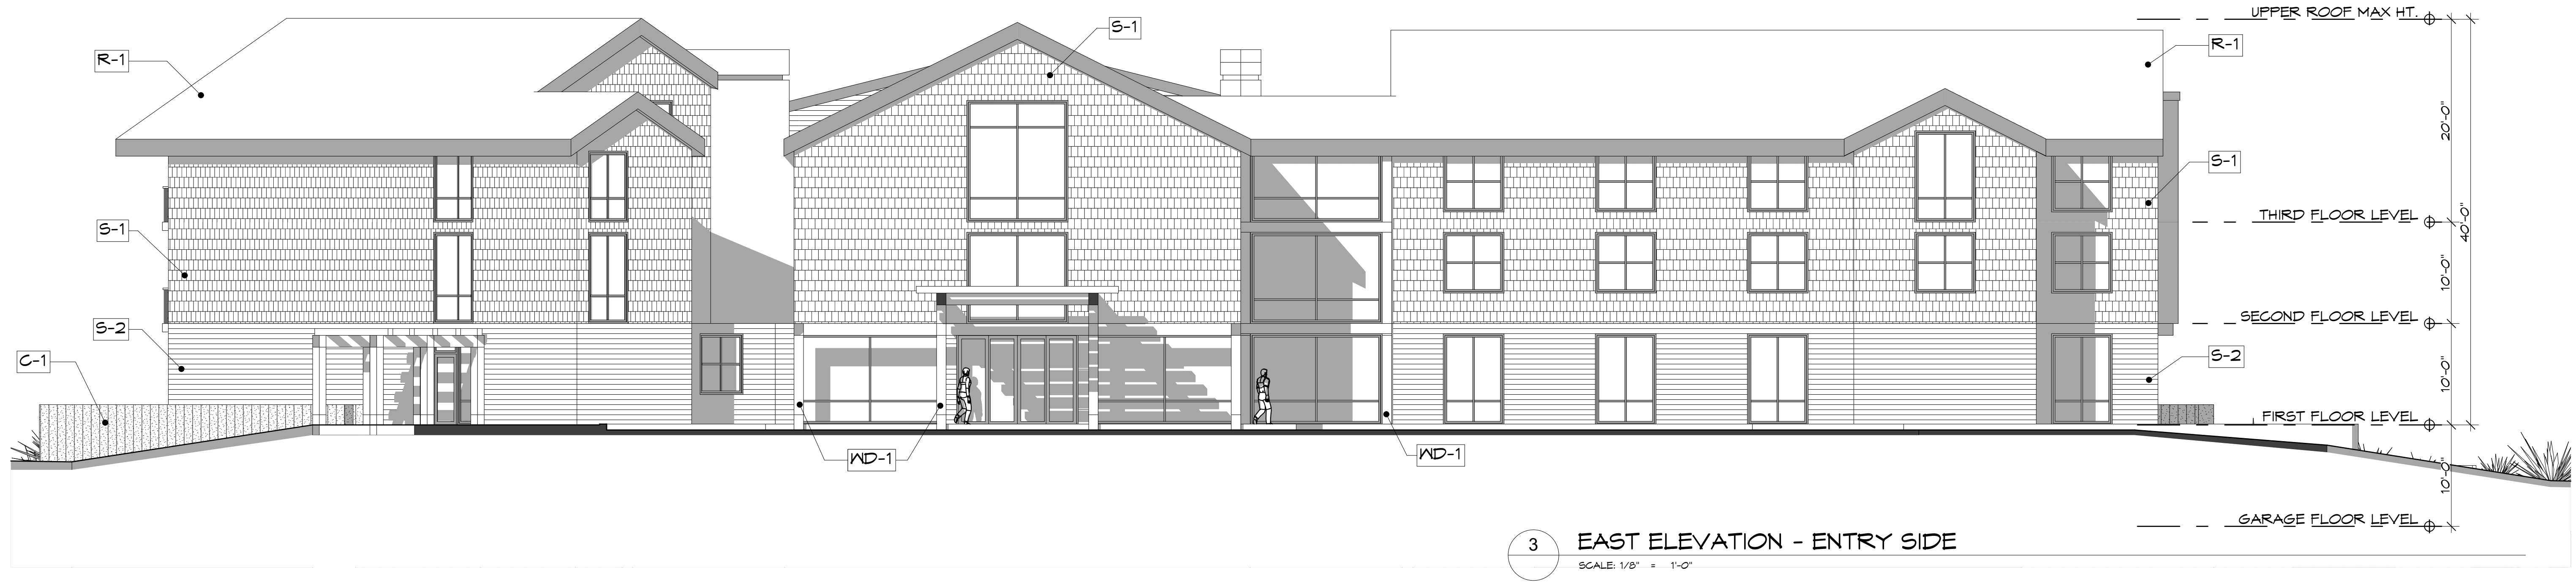 UPPER ROOF MAX HT.
S-1
R-1
R-1
20'-0"
S-1
THIRD FLOOR LEVEL
40'-0"
S-1
10'-0"
SECOND FLOOR LEVEL
S-2
S-2
C-1
10'-0"
FIRST FLOOR LEVEL
WD-1
WD-1
10'-0"
GARAGE FLOOR LEVEL
3
EAST ELEVATION - ENTRY SIDE
SCALE: 1/8" = 1'-0"